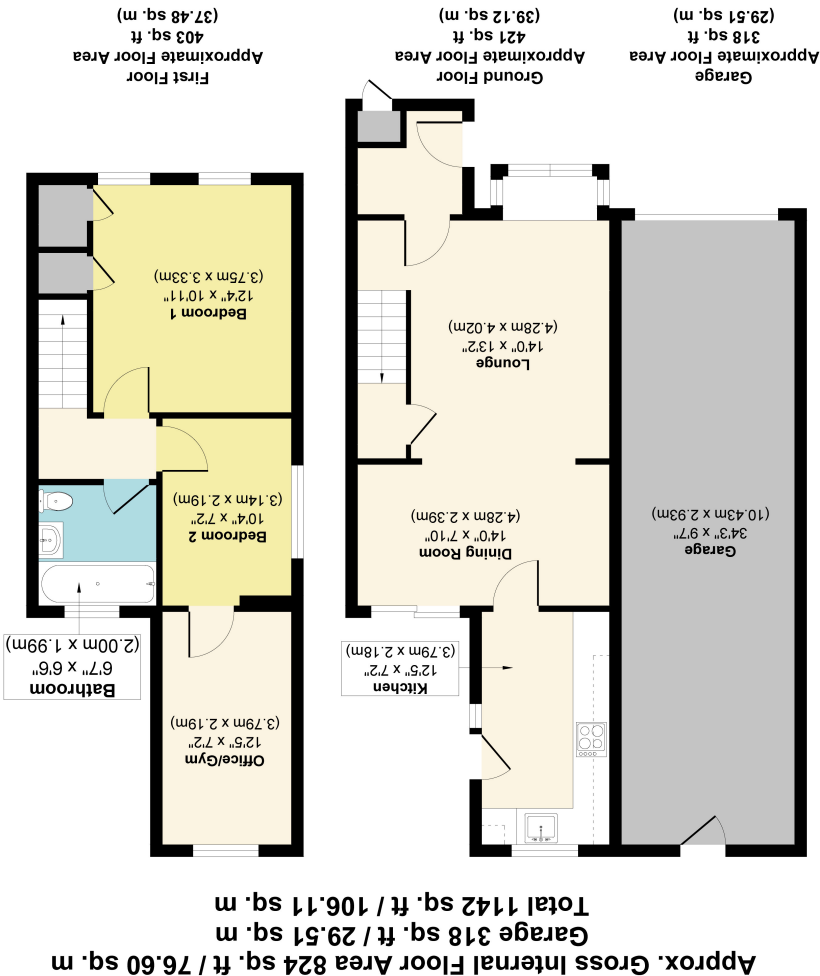 Approx. Gross Internal Floor Area 824 sq. ft / 76.60 sq. m
Garage 318 sq. ft / 29.51 sq. m
Total 1142 sq. ft / 106.11 sq. m
Garage
34'3" x 9'7"
(10.43m x 2.93m)
Kitchen
12'5" x 7'2"
(3.79m x 2.18m)
Dining Room
14'0" x 7'10"
(4.28m x 2.39m)
Lounge
14'0" x 13'2"
(4.28m x 4.02m)
Office/Gym
12'5" x 7'2"
(3.79m x 2.19m)
Bathroom
6'7" x 6'6"
(2.00m x 1.99m)
Bedroom 2
10'4" x 7'2"
(3.14m x 2.19m)
Bedroom 1
12'4" x 10'11"
(3.75m x 3.33m)
Garage
Approximate Floor Area
318 sq. ft
(29.51 sq. m)
Ground Floor
Approximate Floor Area
421 sq. ft
(39.12 sq. m)
First Floor
Approximate Floor Area
403 sq. ft
(37.48 sq. m)